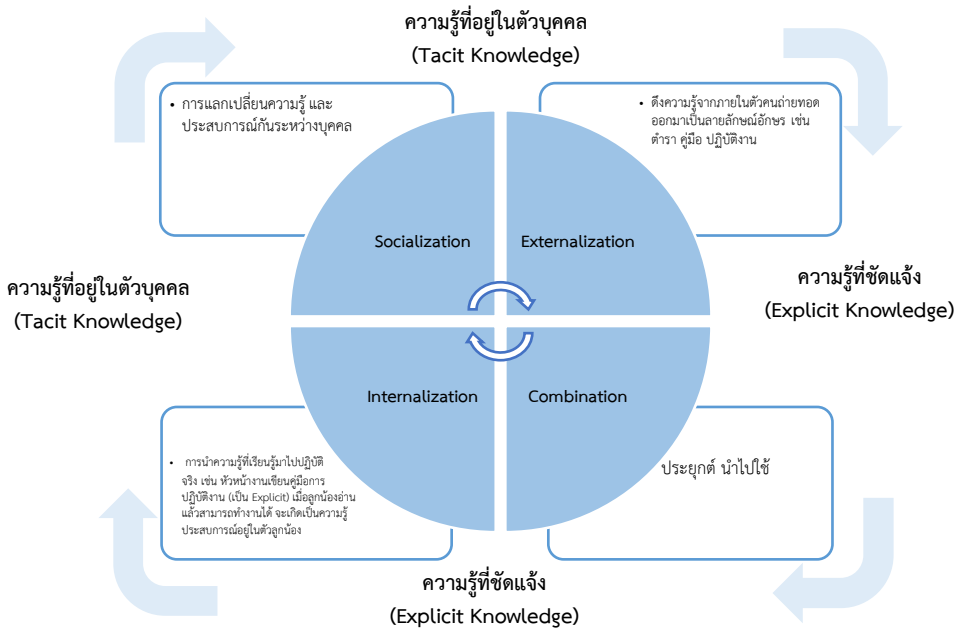 ความรู้ที่อยู่ในตัวบุคคล
(Tacit Knowledge)
• การแลกเปลี่ยนความรู้ และ
ประสบการณ์กันระหว่างบุคคล
• ดึงความรู้จากภายในตัวคนถ่ายทอด
ออกมาเป็นลายลักษณ์อักษร เช่น
ตำรา คู่มือ ปฏิบัติงาน
Socialization
Externalization
ความรู้ที่อยู่ในตัวบุคคล
(Tacit Knowledge)
ความรู้ที่ชัดแจ้ง
(Explicit Knowledge)
Internalization
Combination
• การนำความรู้ที่เรียนรู้มาไปปฏิบัติ
จริง เช่น หัวหน้างานเขียนคู่มือการ
ปฏิบัติงาน (เป็น Explicit) เมื่อลูกน้องอ่าน
แล้วสามารถทำงานได้ จะเกิดเป็นความรู้
ประสบการณ์อยู่ในตัวลูกน้อง
ประยุกต์ นำไปใช้
ความรู้ที่ชัดแจ้ง
(Explicit Knowledge)